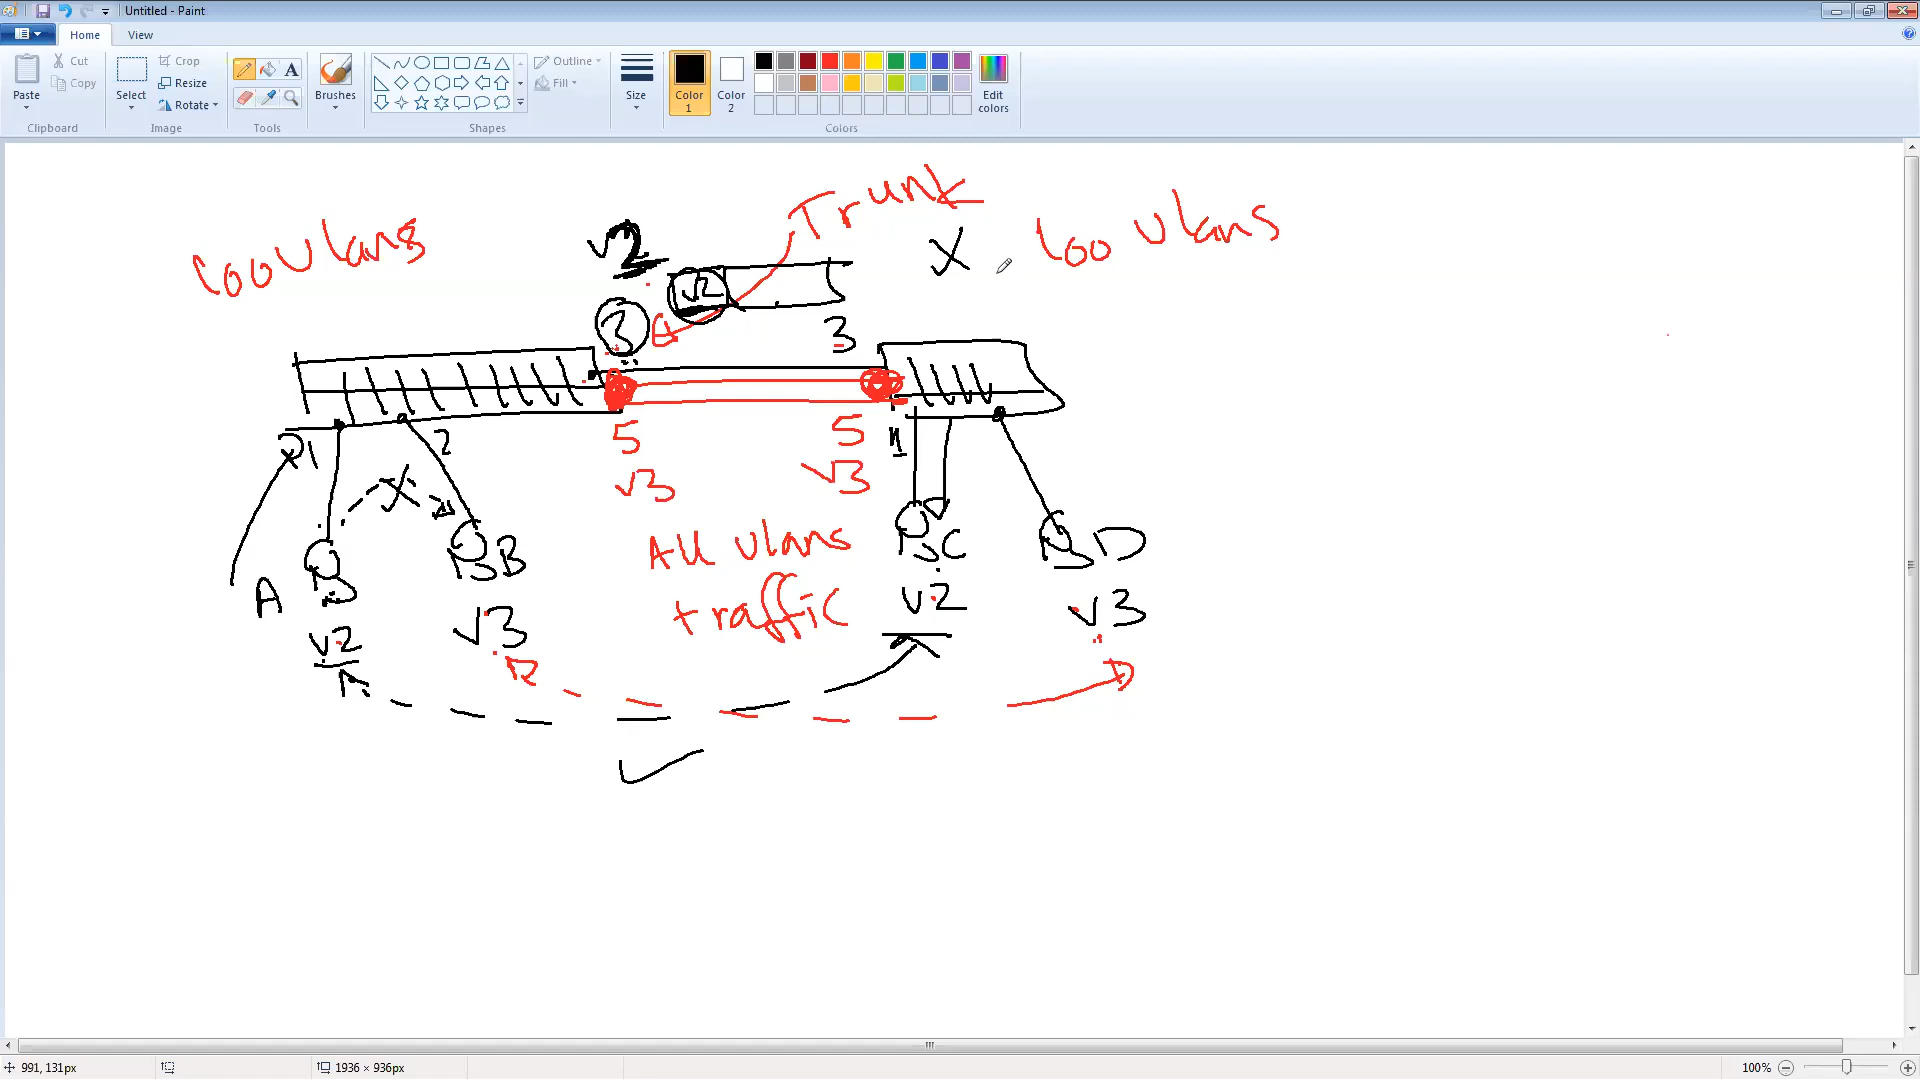 Untitled - Paint
Home
View
Paste
Cut
Copy
Clipboard
Select
Crop
Resize
Rotate
Image
A
Tools
Brushes
Outline
Fill
Shapes
Size
Color 1
Color 2
Edit colors
Colors
Trunk
100 Vlans
v2
X
100 Vlans
v2
3
3
1
2
5
5
v3
v3
X
A
B
All vlans
traffic
C
D
v2
v3
v2
v3
991, 131px
1936 × 936px
100%